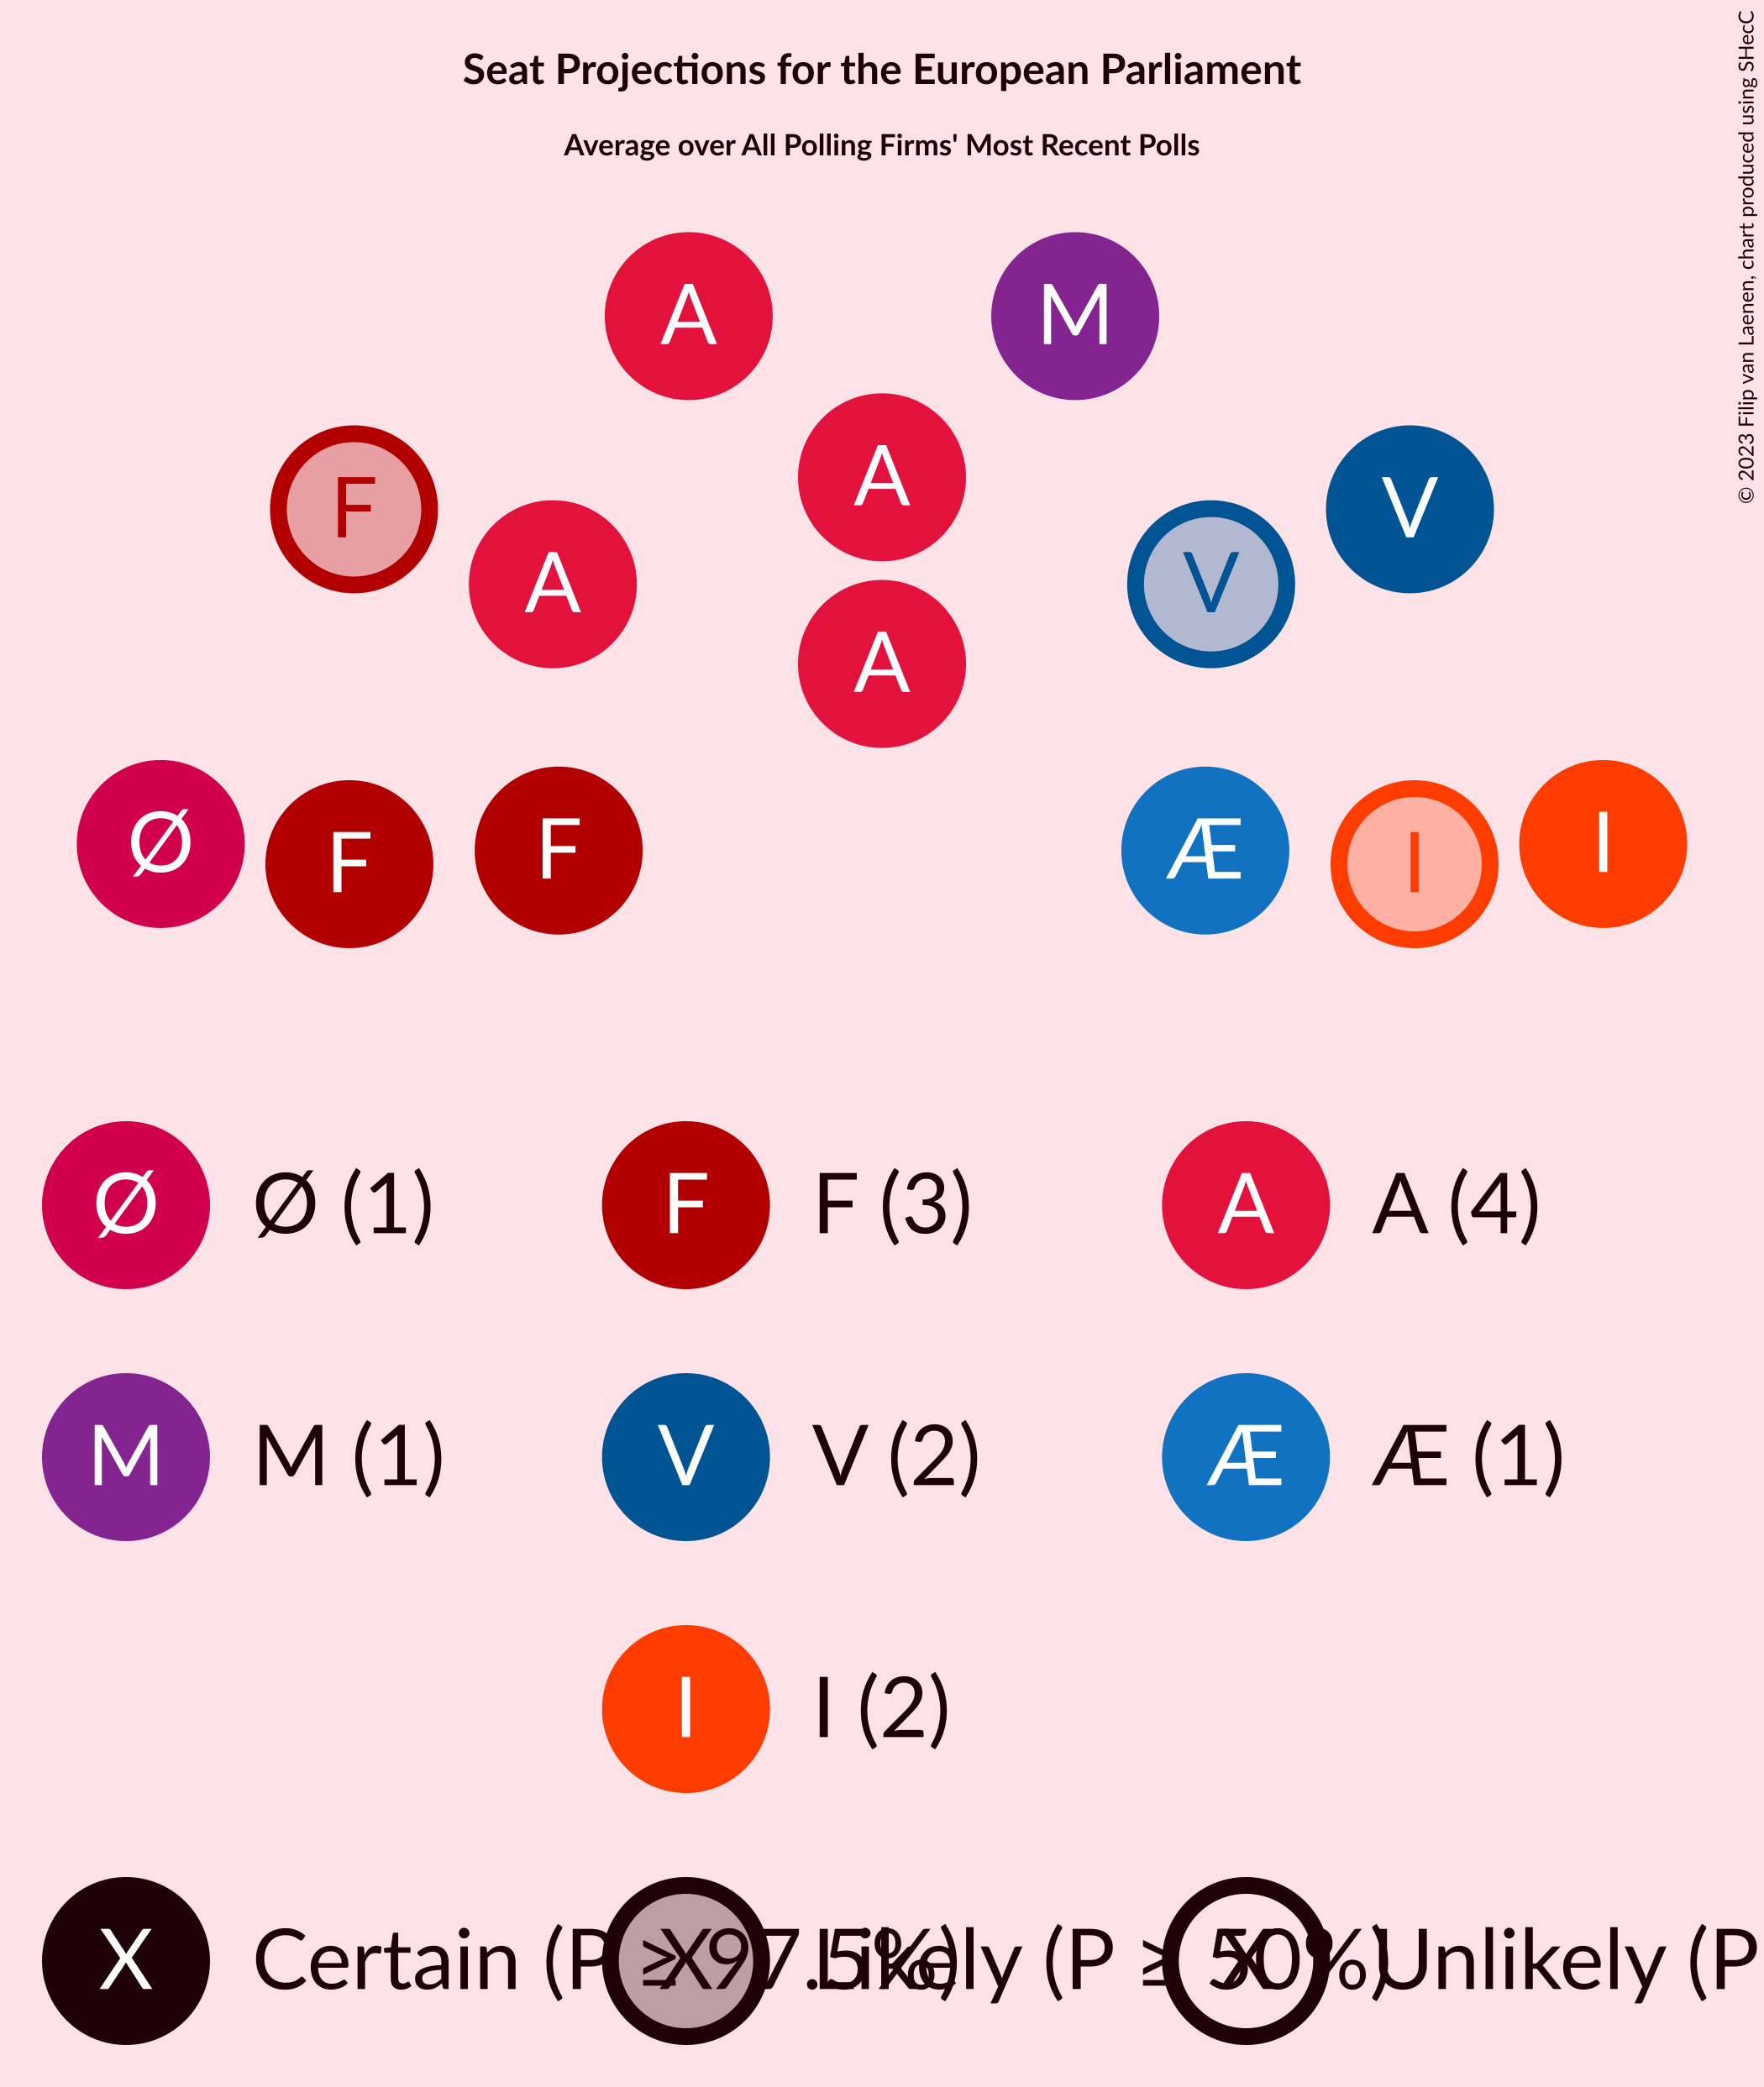 Seat Projections for the European Parliament
Average over All Polling Firms' Most Recent Polls
© 2023 Filip van Laenen, chart produced using SHecC
A M
A
F V
A V
A
Ø F F Æ I I
Ø Ø (1) F F (3) A A (4)
M M (1) V V (2) Æ Æ (1)
I I (2)
X Certain (P ≥ 97.5%) X Likely (P ≥ 50%) X Unlikely (P